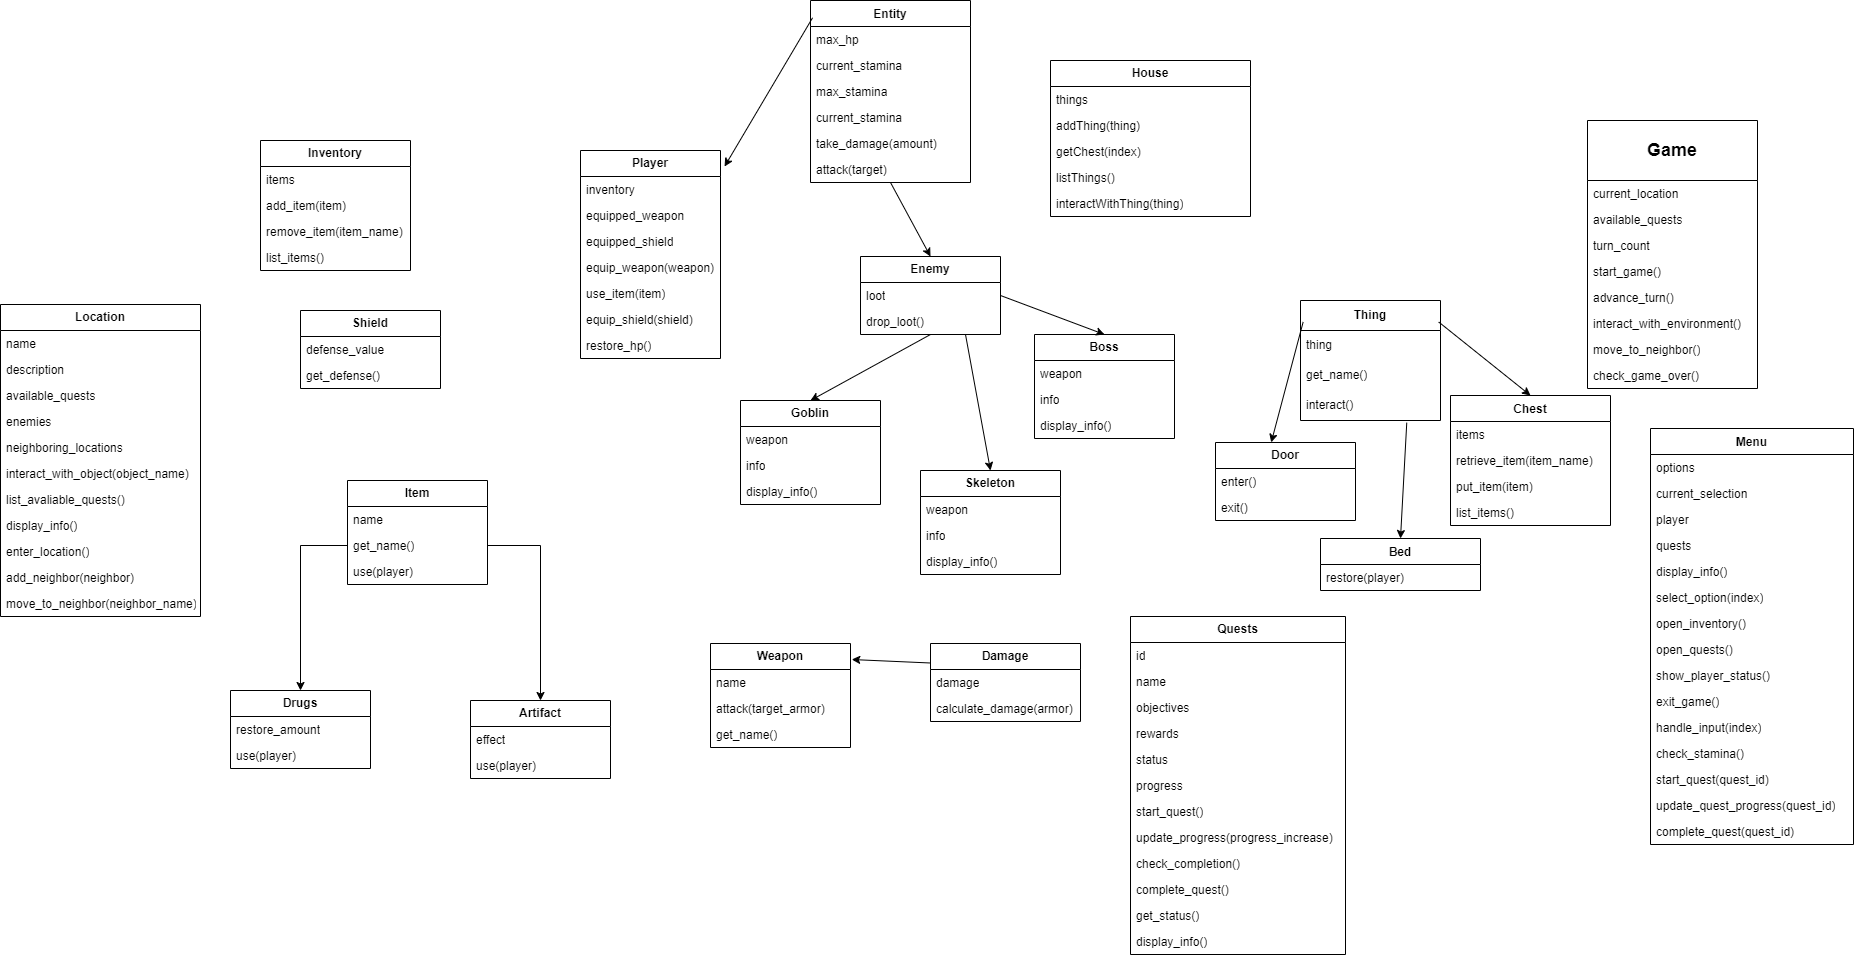 Entity
max_hp
current_stamina
max_stamina
current_stamina
take_damage(amount)
attack(target)
House
things
addThing(thing)
getChest(index)
listThings()
interactWithThing(thing)
Game
current_location
available_quests
turn_count
start_game()
advance_turn()
interact_with_environment()
move_to_neighbor()
check_game_over()
Inventory
items
add_item(item)
remove_item(item_name)
list_items()
Player
inventory
equipped_weapon
equipped_shield
equip_weapon(weapon)
use_item(item)
equip_shield(shield)
restore_hp()
Enemy
loot
drop_loot()
Location
name
description
available_quests
enemies
neighboring_locations
interact_with_object(object_name)
list_avaliable_quests()
display_info()
enter_location()
add_neighbor(neighbor)
move_to_neighbor(neighbor_name)
Shield
defense_value
get_defense()
Boss
weapon
info
display_info()
Thing
thing
get_name()
interact()
Goblin
weapon
info
display_info()
Skeleton
weapon
info
display_info()
Door
enter()
exit()
Chest
items
retrieve_item(item_name)
put_item(item)
list_items()
Bed
restore(player)
Menu
options
current_selection
player
quests
display_info()
select_option(index)
open_inventory()
open_quests()
show_player_status()
exit_game()
handle_input(index)
check_stamina()
start_quest(quest_id)
update_quest_progress(quest_id)
complete_quest(quest_id)
Item
name
get_name()
use(player)
Drugs
restore_amount
use(player)
Artifact
effect
use(player)
Weapon
name
attack(target_armor)
get_name()
Damage
damage
calculate_damage(armor)
Quests
id
name
objectives
rewards
status
progress
start_quest()
update_progress(progress_increase)
check_completion()
complete_quest()
get_status()
display_info()